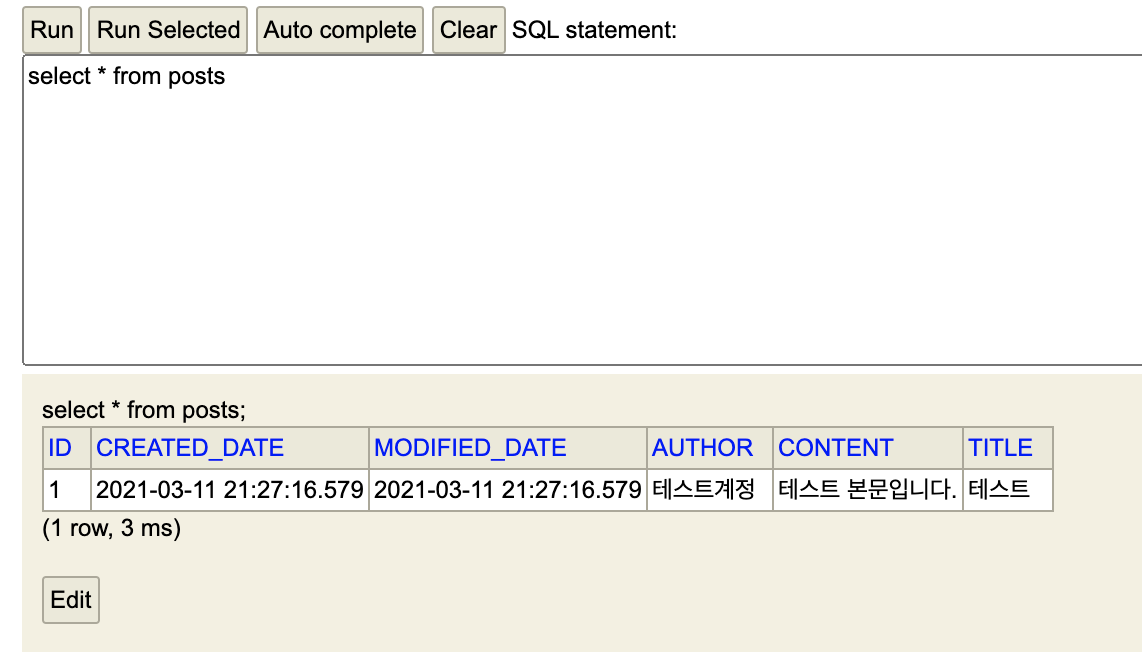 Run Run Selected Auto complete Clear SQL statement:
select * from posts
select * from posts;
ID CREATED_DATE MODIFIED_DATE AUTHOR CONTENT TITLE
1 2021-03-11 21:27:16.579 2021-03-11 21:27:16.579 테스트계정 테스트 본문입니다. 테스트
(1 row, 3 ms)
Edit